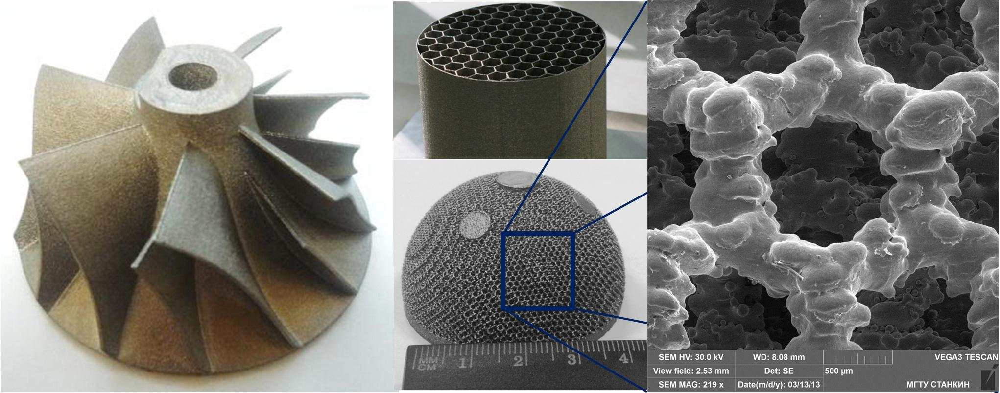 MM
CM 1 2 3 4
SEM HV: 30.0 kV WD: 8.08 mm VEGA3 TESCAN
View field: 2.53 mm Det: SE 500 µm
SEM MAG: 219 x Date(m/d/y): 03/13/13 МГТУ СТАНКИН